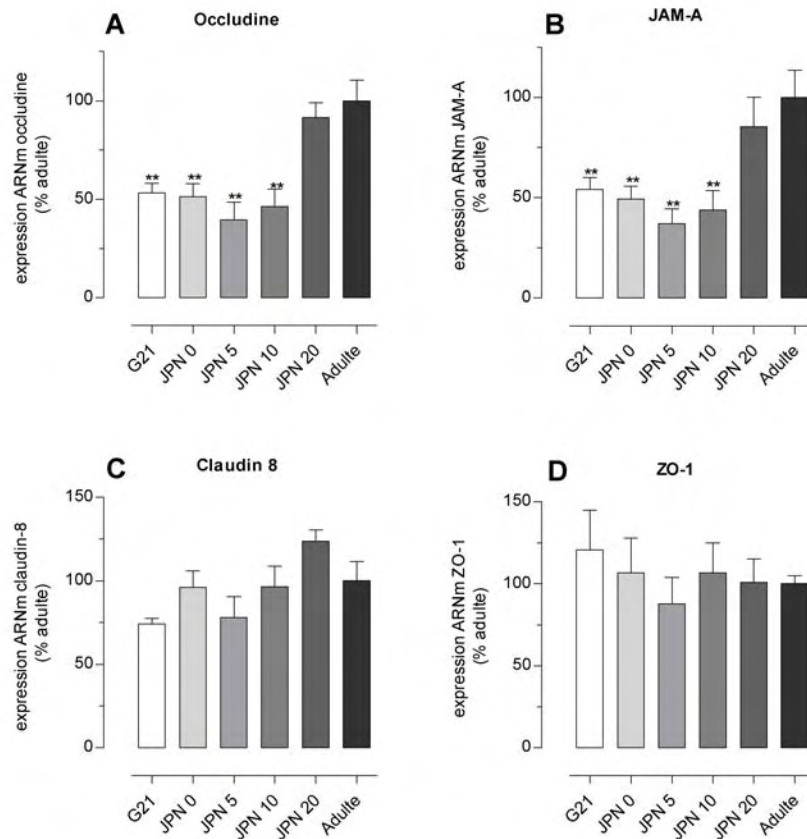 A
Occludine
expression ARNm occludine
(% adulte)
100
50
0
**
**
**
**
G21
JPN 0
JPN 5
JPN 10
JPN 20
Adulte
B
JAM-A
expression ARNm JAM-A
(% adulte)
100
50
0
**
**
**
**
G21
JPN 0
JPN 5
JPN 10
JPN 20
Adulte
C
Claudin 8
expression ARNm claudin-8
(% adulte)
150
100
50
0
G21
JPN 0
JPN 5
JPN 10
JPN 20
Adulte
D
ZO-1
expression ARNm ZO-1
(% adulte)
150
100
50
0
G21
JPN 0
JPN 5
JPN 10
JPN 20
Adulte